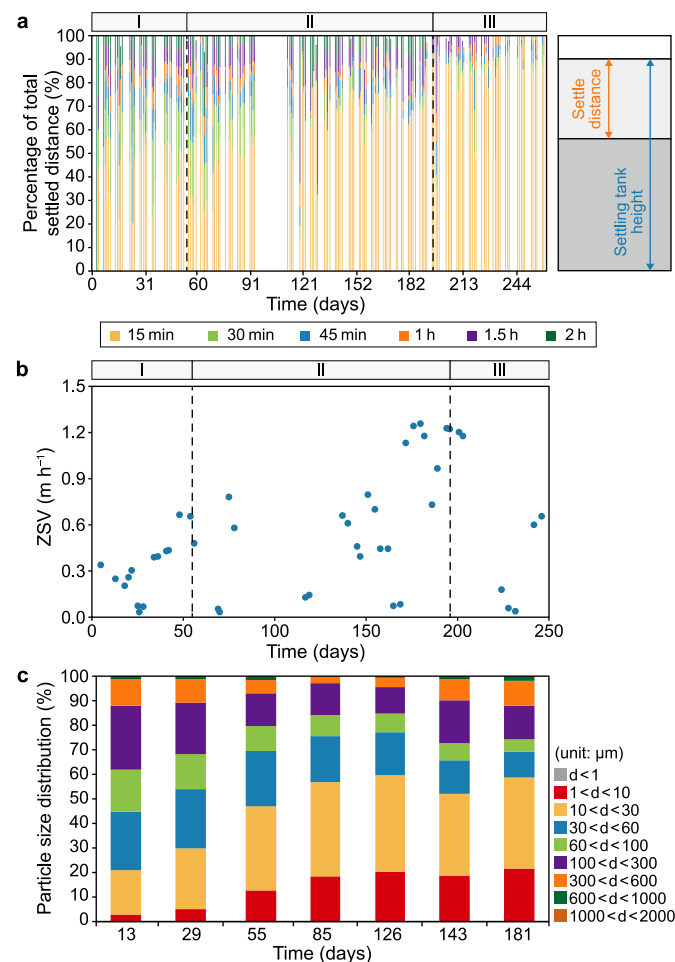 a
I II III
Percentage of total
settled distance (%)
100
90
80
70
60
50
40
30
20
10
0
0 31 60 91 121 152 182 213 244
Time (days)
Settle
distance
Settling tank
height
15 min 30 min 45 min 1 h 1.5 h 2 h
b
I II III
ZSV (m h⁻¹)
1.5
1.2
0.9
0.6
0.3
0.0
0 50 100 150 200 250
Time (days)
c
Particle size distribution (%)
100
90
80
70
60
50
40
30
20
10
0
13 29 55 85 126 143 181
Time (days)
(unit: μm)
d<1
1<d<10
10<d<30
30<d<60
60<d<100
100<d<300
300<d<600
600<d<1000
1000<d<2000